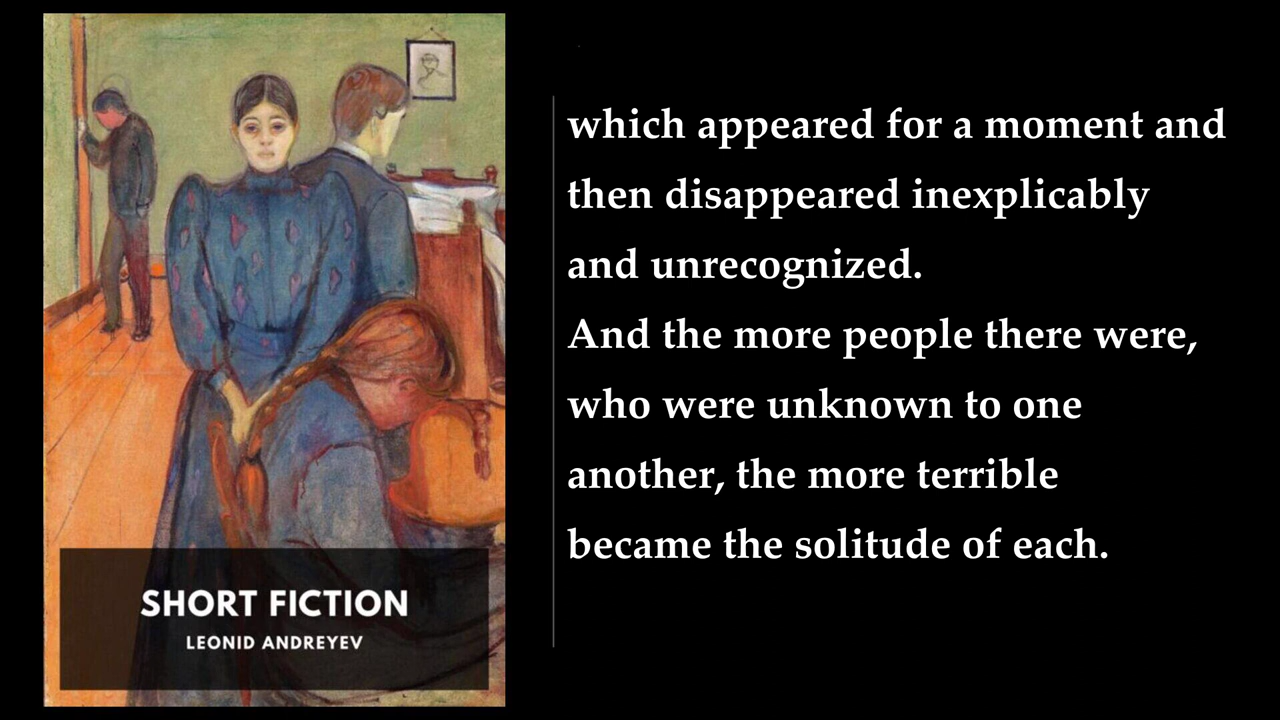 SHORT FICTION
LEONID ANDREYEV
which appeared for a moment and
then disappeared inexplicably
and unrecognized.
And the more people there were,
who were unknown to one
another, the more terrible
became the solitude of each.